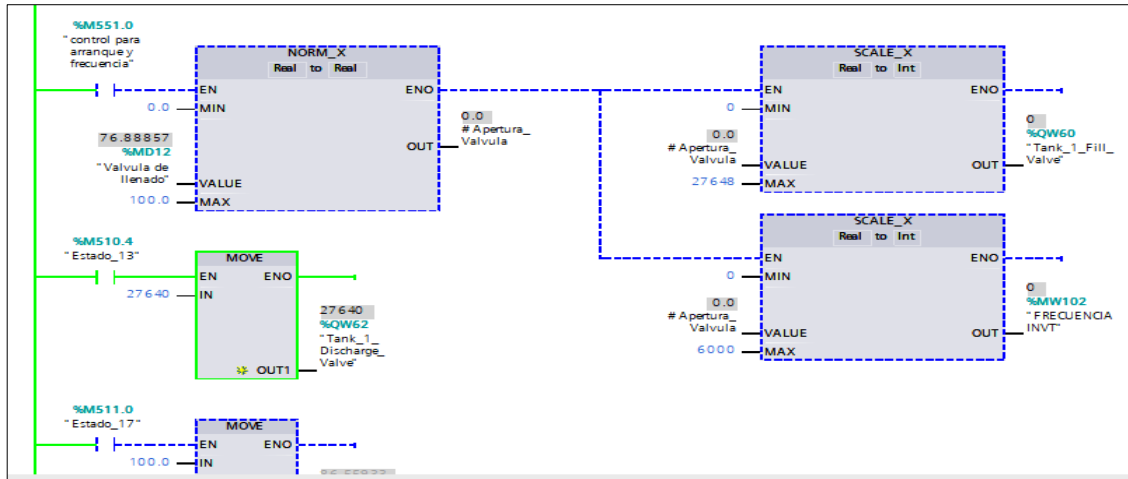 %M551.0
"control para
arranque y
frecuencia"
NORM_X
Real to Real
EN
ENO
0.0
MIN
76.88857
%MD12
"Valvula de
llenado"
VALUE
100.0
MAX
OUT
0.0
# Apertura_
Valvula
SCALE_X
Real to Int
EN
ENO
0
MIN
0.0
# Apertura_
Valvula
VALUE
27648
MAX
OUT
0
%QW60
"Tank_1_Fill_
Valve"
SCALE_X
Real to Int
EN
ENO
0
MIN
0.0
# Apertura_
Valvula
VALUE
6000
MAX
OUT
0
%MW102
"FRECUENCIA
INVT"
%M510.4
"Estado_13"
MOVE
EN
ENO
27640
IN
27640
%QW62
"Tank_1_
Discharge_
Valve"
OUT1
%M511.0
"Estado_17"
MOVE
EN
ENO
100.0
IN